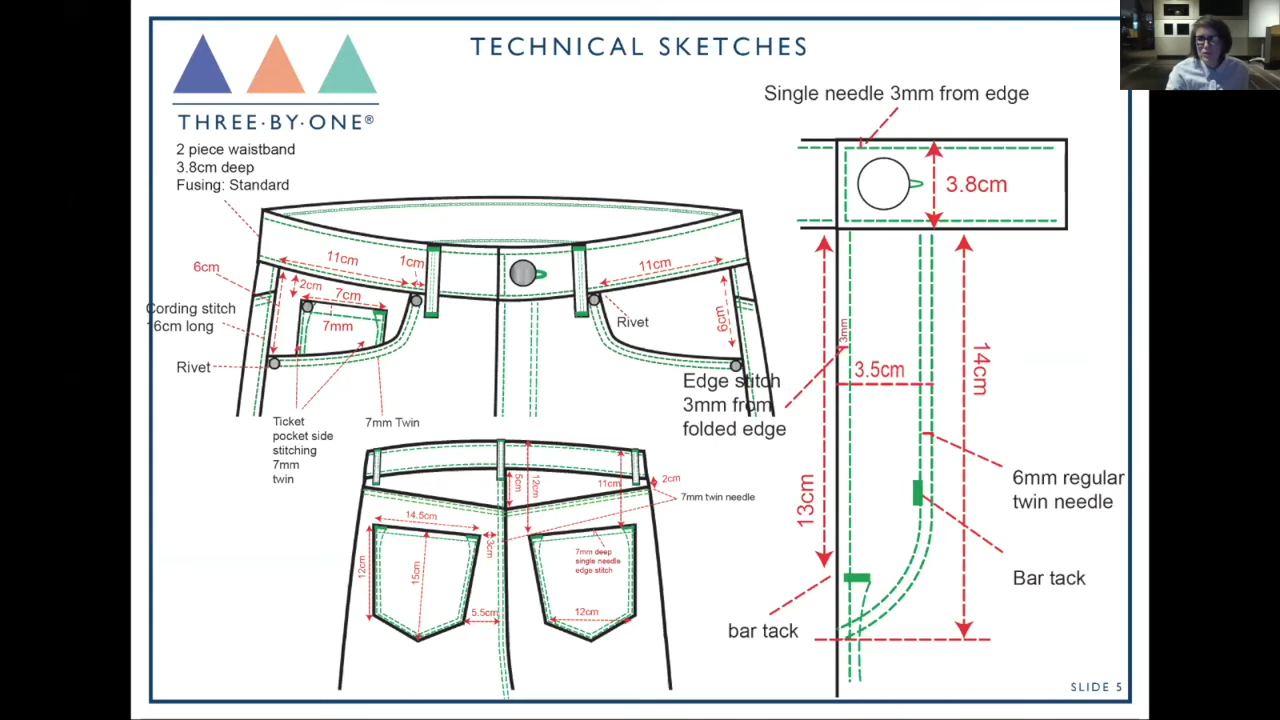 TECHNICAL SKETCHES
THREE·BY·ONE®
2 piece waistband
3.8cm deep
Fusing: Standard
Single needle 3mm from edge
3.8cm
11cm
1cm
11cm
6cm
2cm
7cm
7mm
6cm
Cording stitch
16cm long
Rivet
Rivet
Ticket
pocket side
stitching
7mm
twin
7mm Twin
3mm
Edge stitch
3mm from
folded edge
3.5cm
14cm
13cm
6mm regular
twin needle
Bar tack
bar tack
5cm
12cm
11cm
2cm
7mm twin needle
14.5cm
3cm
12cm
15cm
7mm deep
single needle
edge stitch
5.5cm
12cm
SLIDE 5